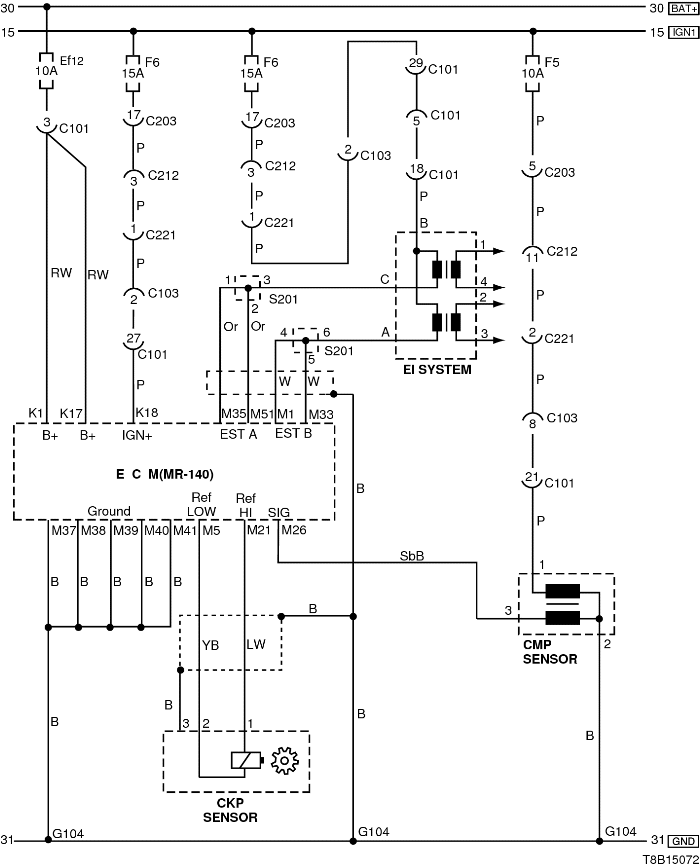 30
30 BAT+
15
15 IGN1
Ef12
10A
F6
15A
F6
15A
F5
10A
29
C101
3
C101
17
C203
17
C203
5
C101
P
P
P
2
C103
3
C212
3
C212
18
C101
5
C203
P
P
P
P
1
C221
1
C221
B
P
P
1
11
C212
RW
RW
C
4
1
3
2
C103
2
S201
2
P
Or
Or
4
6
A
3
2
C221
27
C101
5
S201
EI SYSTEM
P
W
W
P
K1
K17
K18
M35
M51
M1
M33
8
C103
B+
B+
IGN+
EST A
EST B
E C M(MR-140)
21
C101
B
Ground
Ref
LOW
Ref
HI
SIG
P
M37
M38
M39
M40
M41
M5
M21
M26
SbB
1
B
B
B
B
B
B
3
YB
LW
CMP
SENSOR
2
B
3
2
1
B
B
B
CKP
SENSOR
31
G104
G104
G104
31 GND
T8B15072